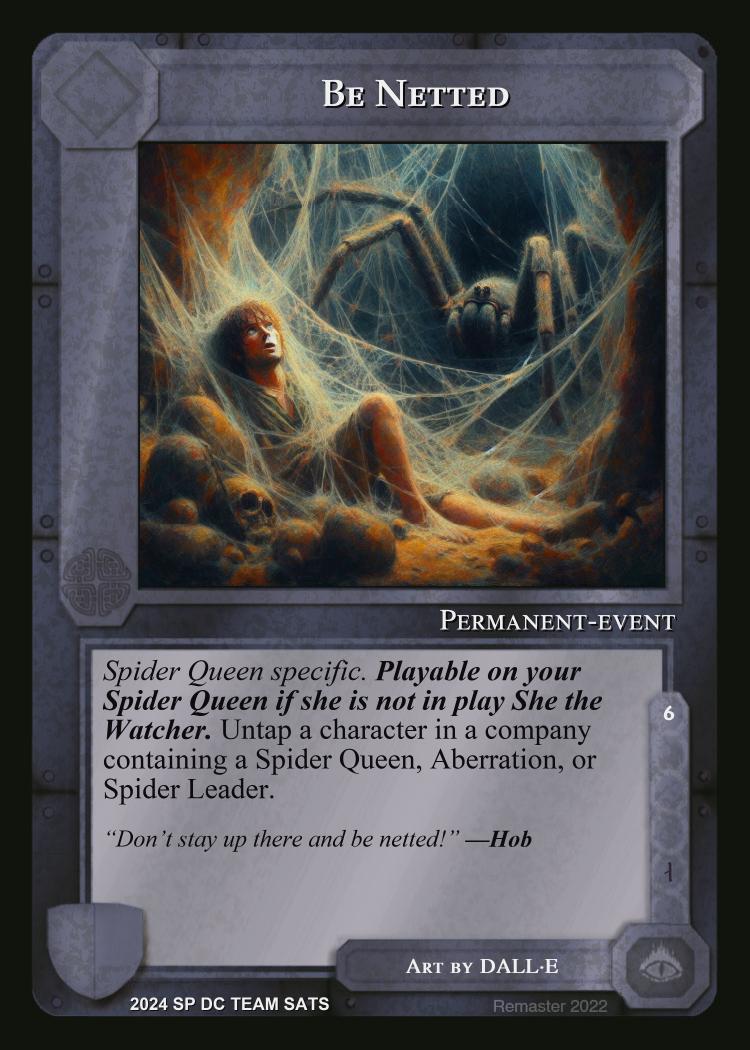 Be Netted
Permanent-event
Spider Queen specific. Playable on your
Spider Queen if she is not in play She the
Watcher. Untap a character in a company
containing a Spider Queen, Aberration, or
Spider Leader.
“Don’t stay up there and be netted!” —Hob
6
Art by DALL·E
2024 SP DC TEAM SATS
Remaster 2022